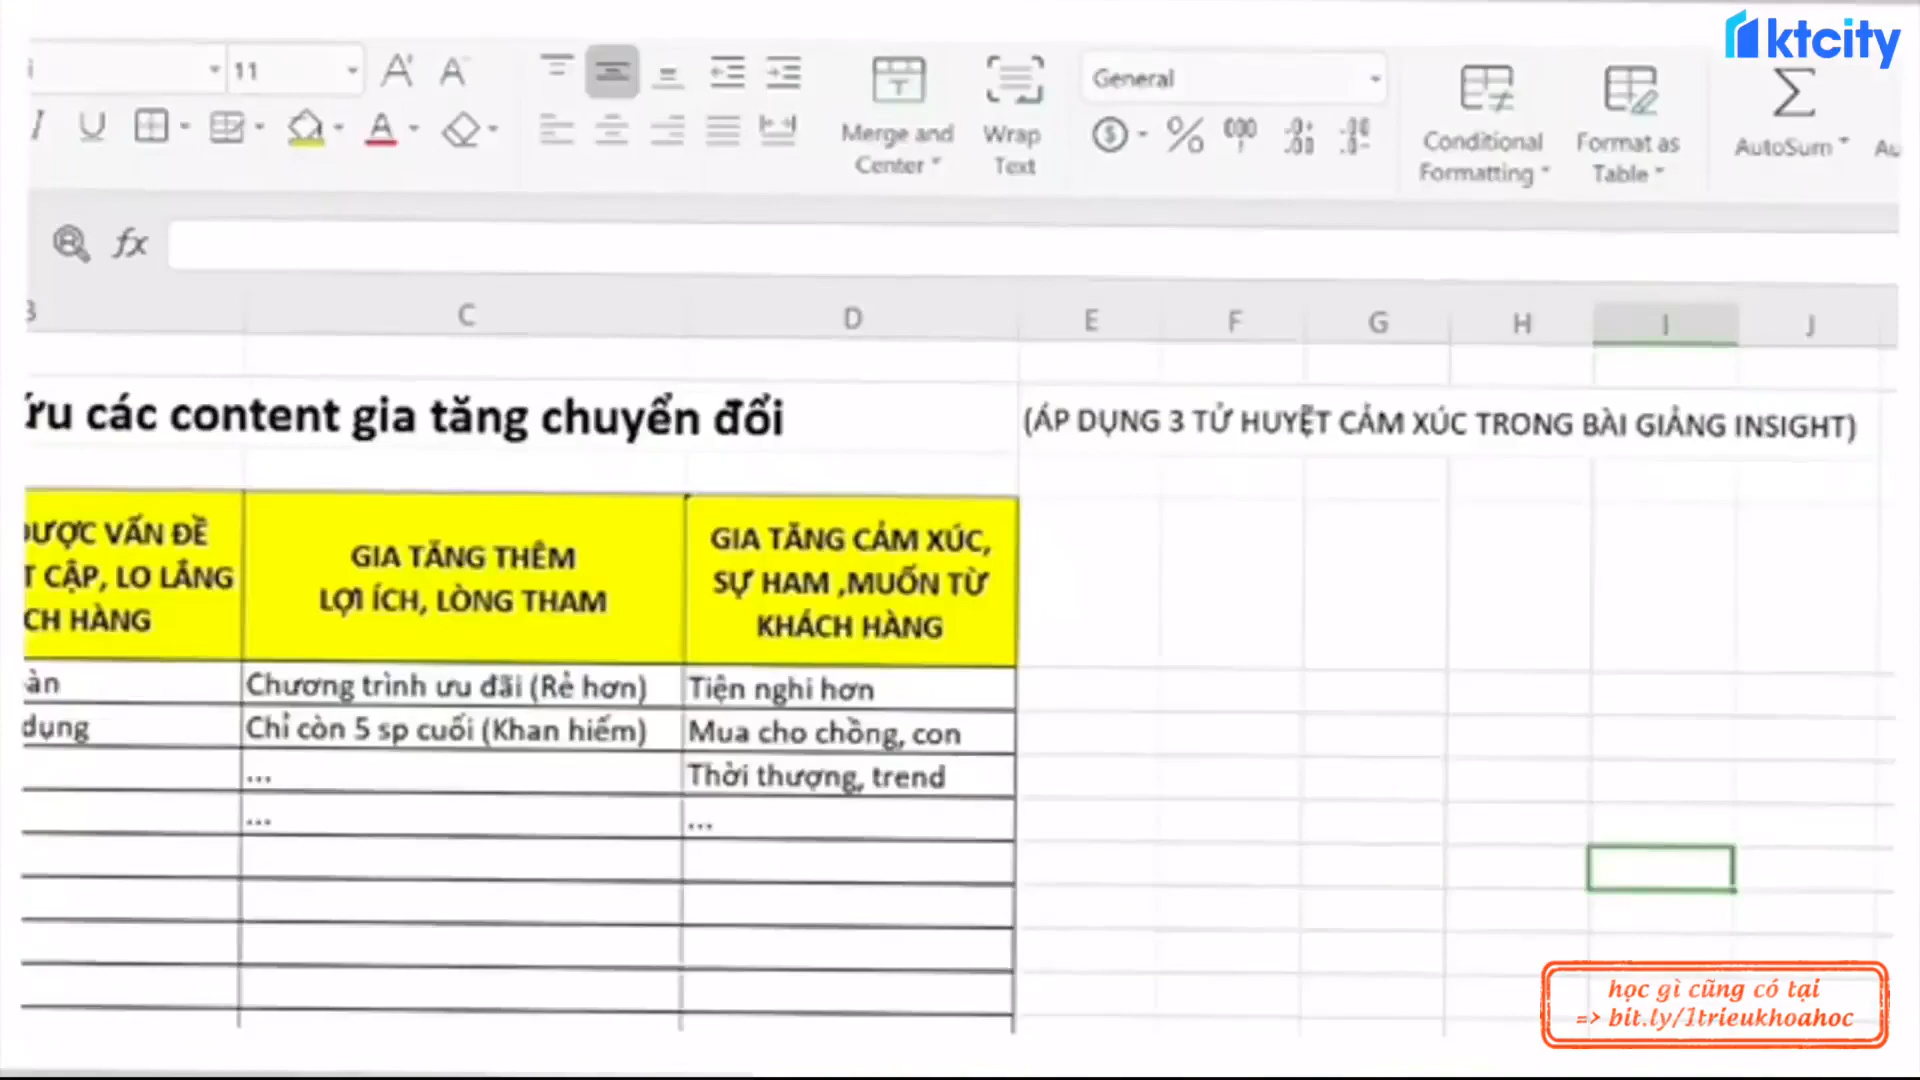 ktcity
11
General
Merge and
Center
Wrap
Text
Conditional
Formatting
Format as
Table
AutoSum
Au
fx
B C D E F G H I J
ứu các content gia tăng chuyển đổi
(ÁP DỤNG 3 TỬ HUYỆT CẢM XÚC TRONG BÀI GIẢNG INSIGHT)
ĐƯỢC VẤN ĐỀ
T CẬP, LO LẮNG
CH HÀNG
GIA TĂNG THÊM
LỢI ÍCH, LÒNG THAM
GIA TĂNG CẢM XÚC,
SỰ HAM ,MUỐN TỪ
KHÁCH HÀNG
àn
Chương trình ưu đãi (Rẻ hơn)
Tiện nghi hơn
dụng
Chỉ còn 5 sp cuối (Khan hiếm)
Mua cho chồng, con
...
Thời thượng, trend
...
...
học gì cũng có tại
=> bit.ly/1trieukhoahoc